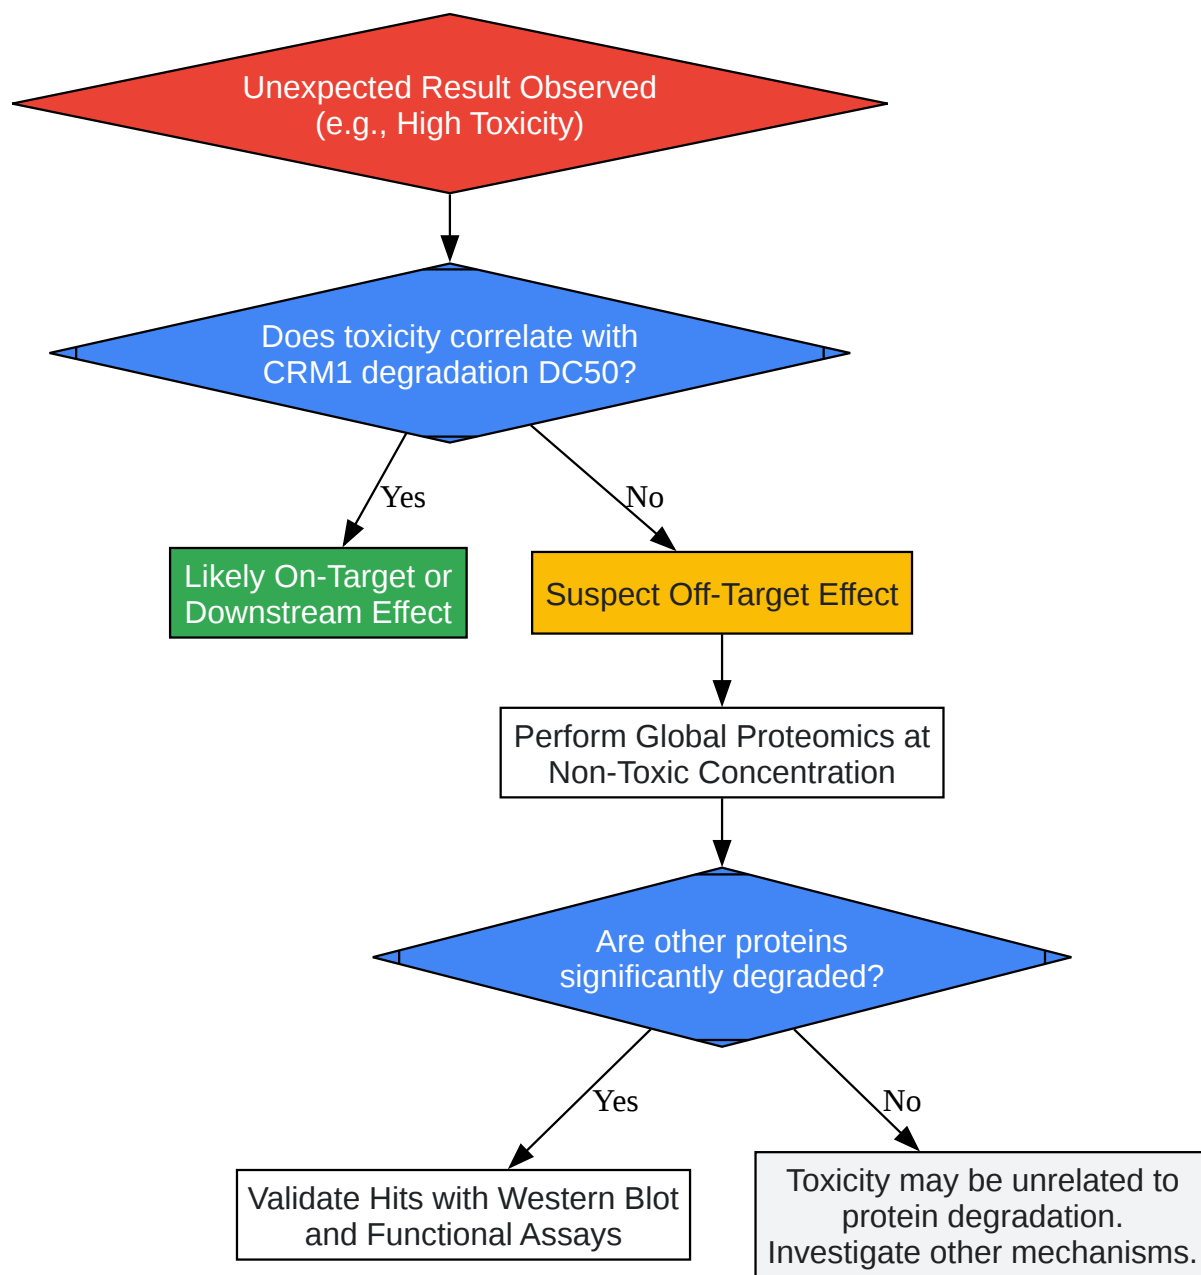 Unexpected Result Observed
(e.g., High Toxicity)
Does toxicity correlate with
CRM1 degradation DC50?
Yes
No
Likely On-Target or
Downstream Effect
Suspect Off-Target Effect
Perform Global Proteomics at
Non-Toxic Concentration
Are other proteins
significantly degraded?
Yes
No
Validate Hits with Western Blot
and Functional Assays
Toxicity may be unrelated to
protein degradation.
Investigate other mechanisms.